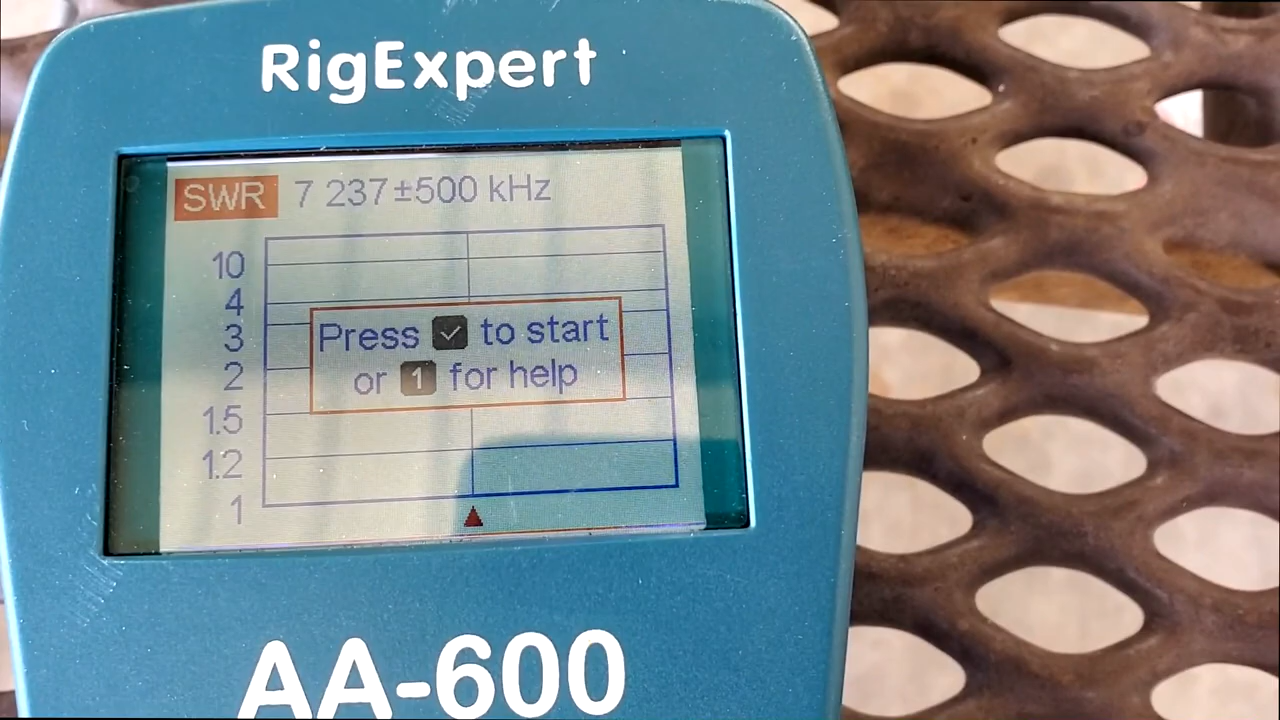 RigExpert
SWR 7 237±500 kHz
10
4
3
2
1.5
1.2
1
Press to start
or 1 for help
AA-600